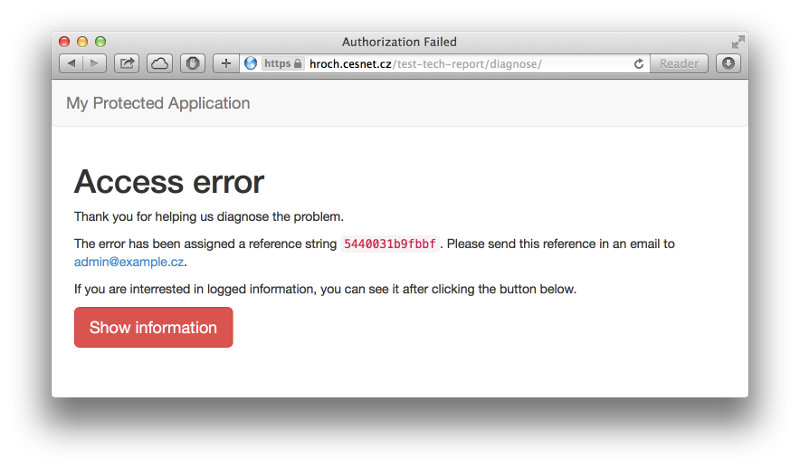 Authorization Failed
https hroch.cesnet.cz/test-tech-report/diagnose/ Reader
My Protected Application
Access error
Thank you for helping us diagnose the problem.
The error has been assigned a reference string 5440031b9fbbf. Please send this reference in an email to
admin@example.cz.
If you are interrested in logged information, you can see it after clicking the button below.
Show information